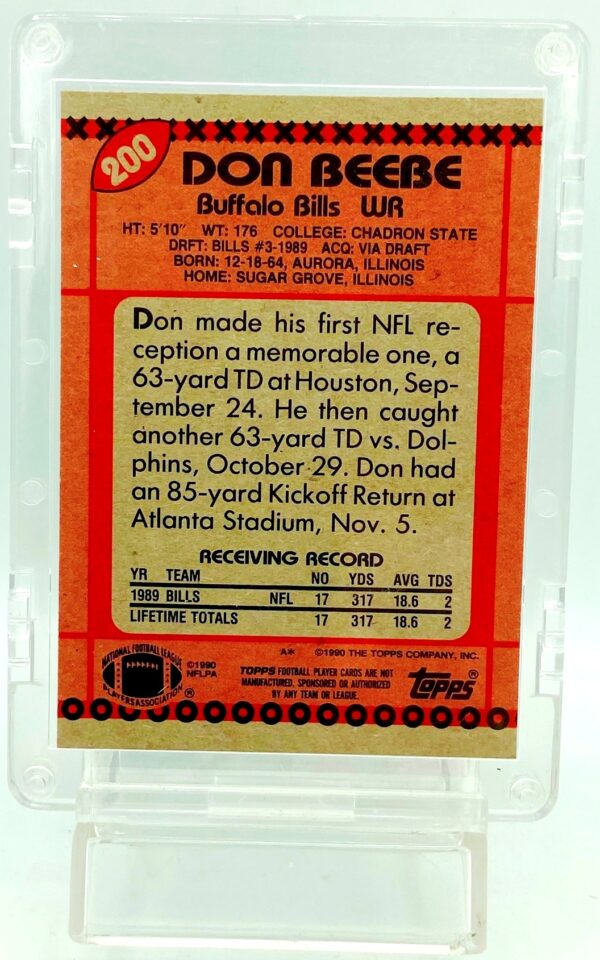 200
DON BEEBE
Buffalo Bills WR
HT: 5'10" WT: 176 COLLEGE: CHADRON STATE
DRFT: BILLS #3-1989 ACQ: VIA DRAFT
BORN: 12-18-64, AURORA, ILLINOIS
HOME: SUGAR GROVE, ILLINOIS
Don made his first NFL re-
ception a memorable one, a
63-yard TD at Houston, Sep-
tember 24. He then caught
another 63-yard TD vs. Dol-
phins, October 29. Don had
an 85-yard Kickoff Return at
Atlanta Stadium, Nov. 5.
RECEIVING RECORD
YR TEAM NO YDS AVG TDS
1989 BILLS NFL 17 317 18.6 2
LIFETIME TOTALS 17 317 18.6 2
A* ©1990 THE TOPPS COMPANY, INC.
NATIONAL FOOTBALL LEAGUE
PLAYERS ASSOCIATION ®
©1990
NFLPA
TOPPS FOOTBALL PLAYER CARDS ARE NOT
MANUFACTURED, SPONSORED OR AUTHORIZED
BY ANY TEAM OR LEAGUE.
topps ®